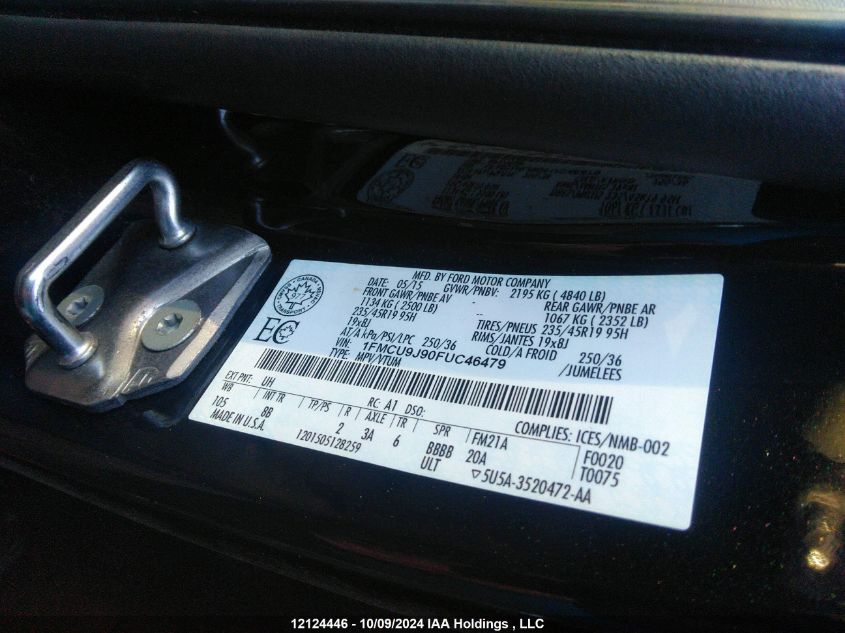 MFD. BY FORD MOTOR COMPANY
DATE: 05/15 GVWR/PNBV: 2195 KG ( 4840 LB)
FRONT GAWR/PNBE AV REAR GAWR/PNBE AR
1134 KG ( 2500 LB) 1067 KG ( 2352 LB)
235/45R19 95H TIRES/PNEUS 235/45R19 95H
19xBJ RIMS/JANTES 19xBJ
AT/A kPa/PSI/LPC 250/36 COLD/A FROID 250/36
VIN: 1FMCU9J90FUC46479 /JUMELEES
TYPE: MPV/VTUM
CANADA
977
EC
EXT PNT: UH RC: A1 DSO:
WB INT TR TP/PS R AXLE TR SPR FM21A COMPLIES: ICES/NMB-002
105 8B 2 3A 6 BBBB 20A F0020
MADE IN U.S.A. 1201505128259 ULT T0075
5U5A-3520472-AA
12124446 - 10/09/2024 IAA Holdings , LLC